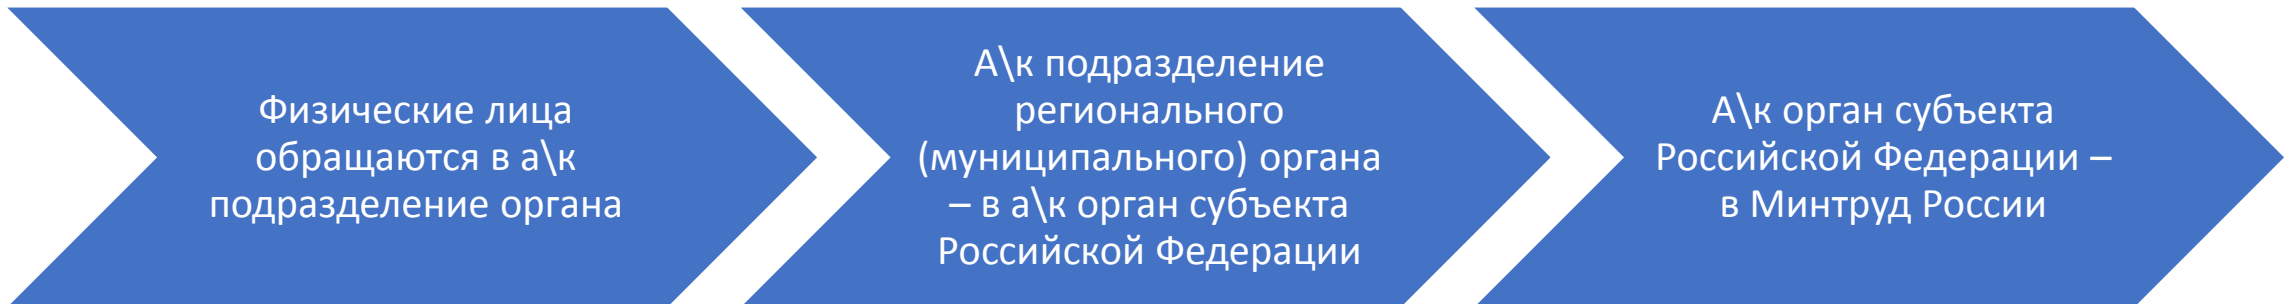 Физические лица
обращаются в а\к
подразделение органа
А\к подразделение
регионального
(муниципального) органа
– в а\к орган субъекта
Российской Федерации
А\к орган субъекта
Российской Федерации –
в Минтруд России